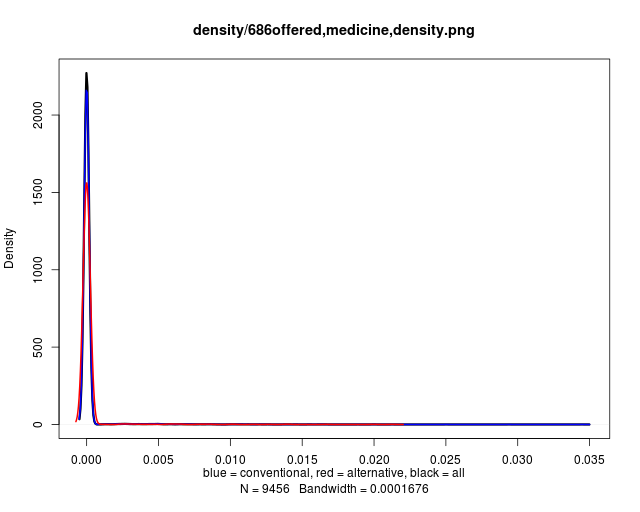 density/686offered,medicine,density.png
Density
2000
1500
1000
500
0
0.000 0.005 0.010 0.015 0.020 0.025 0.030 0.035
blue = conventional, red = alternative, black = all
N = 9456 Bandwidth = 0.0001676